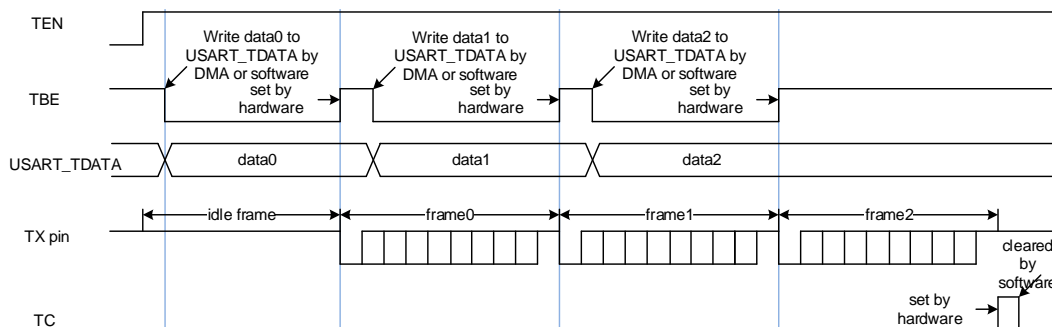 TEN
Write data0 to
USART_TDATA by
DMA or software
set by
hardware
Write data1 to
USART_TDATA by
DMA or software
set by
hardware
Write data2 to
USART_TDATA by
DMA or software
set by
hardware
TBE
USART_TDATA
data0
data1
data2
idle frame
frame0
frame1
frame2
TX pin
cleared
by
software
set by
hardware
TC